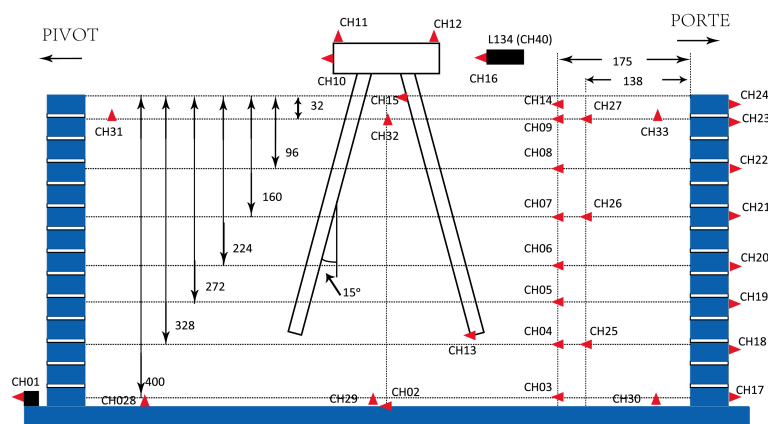 CH11
CH12
PORTE
PIVOT
L134 (CH40)
175
CH10
CH16
138
CH24
CH15
CH14
CH27
32
CH23
CH31
CH32
CH09
CH33
96
CH08
CH22
160
CH07
CH26
CH21
224
CH06
CH20
272
15°
CH05
CH19
328
CH04
CH25
CH13
CH18
CH01
400
CH03
CH02
CH17
CH028
CH29
CH30